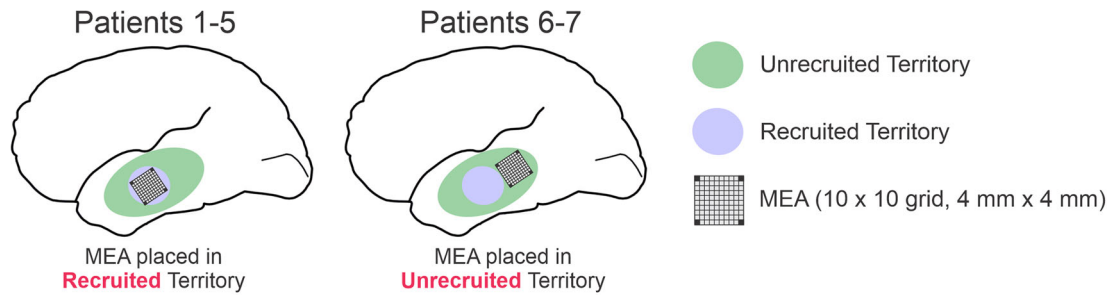 Patients 1-5
MEA placed in
Recruited Territory
Patients 6-7
MEA placed in
Unrecruited Territory
Unrecruited Territory
Recruited Territory
MEA (10 x 10 grid, 4 mm x 4 mm)